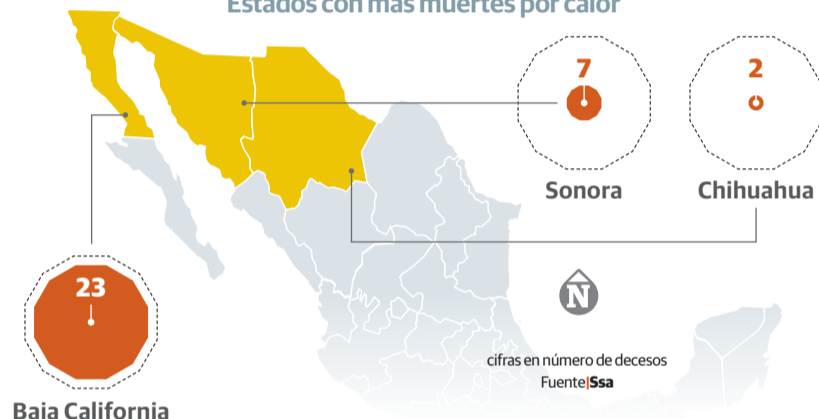 Estados con más muertes por calor
7
Sonora
2
Chihuahua
23
Baja California
N
cifras en número de decesos
Fuente|Ssa